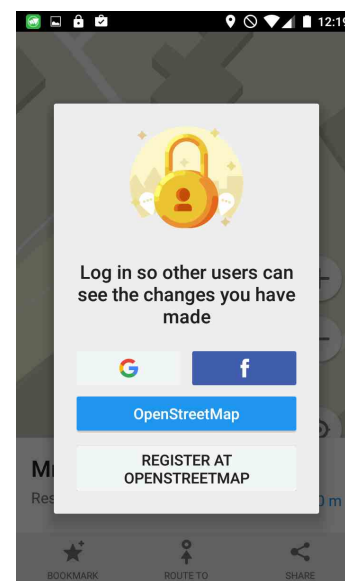 12:19
Log in so other users can
see the changes you have
made
G
f
OpenStreetMap
REGISTER AT
OPENSTREETMAP
M
Res
m
BOOKMARK
ROUTE TO
SHARE